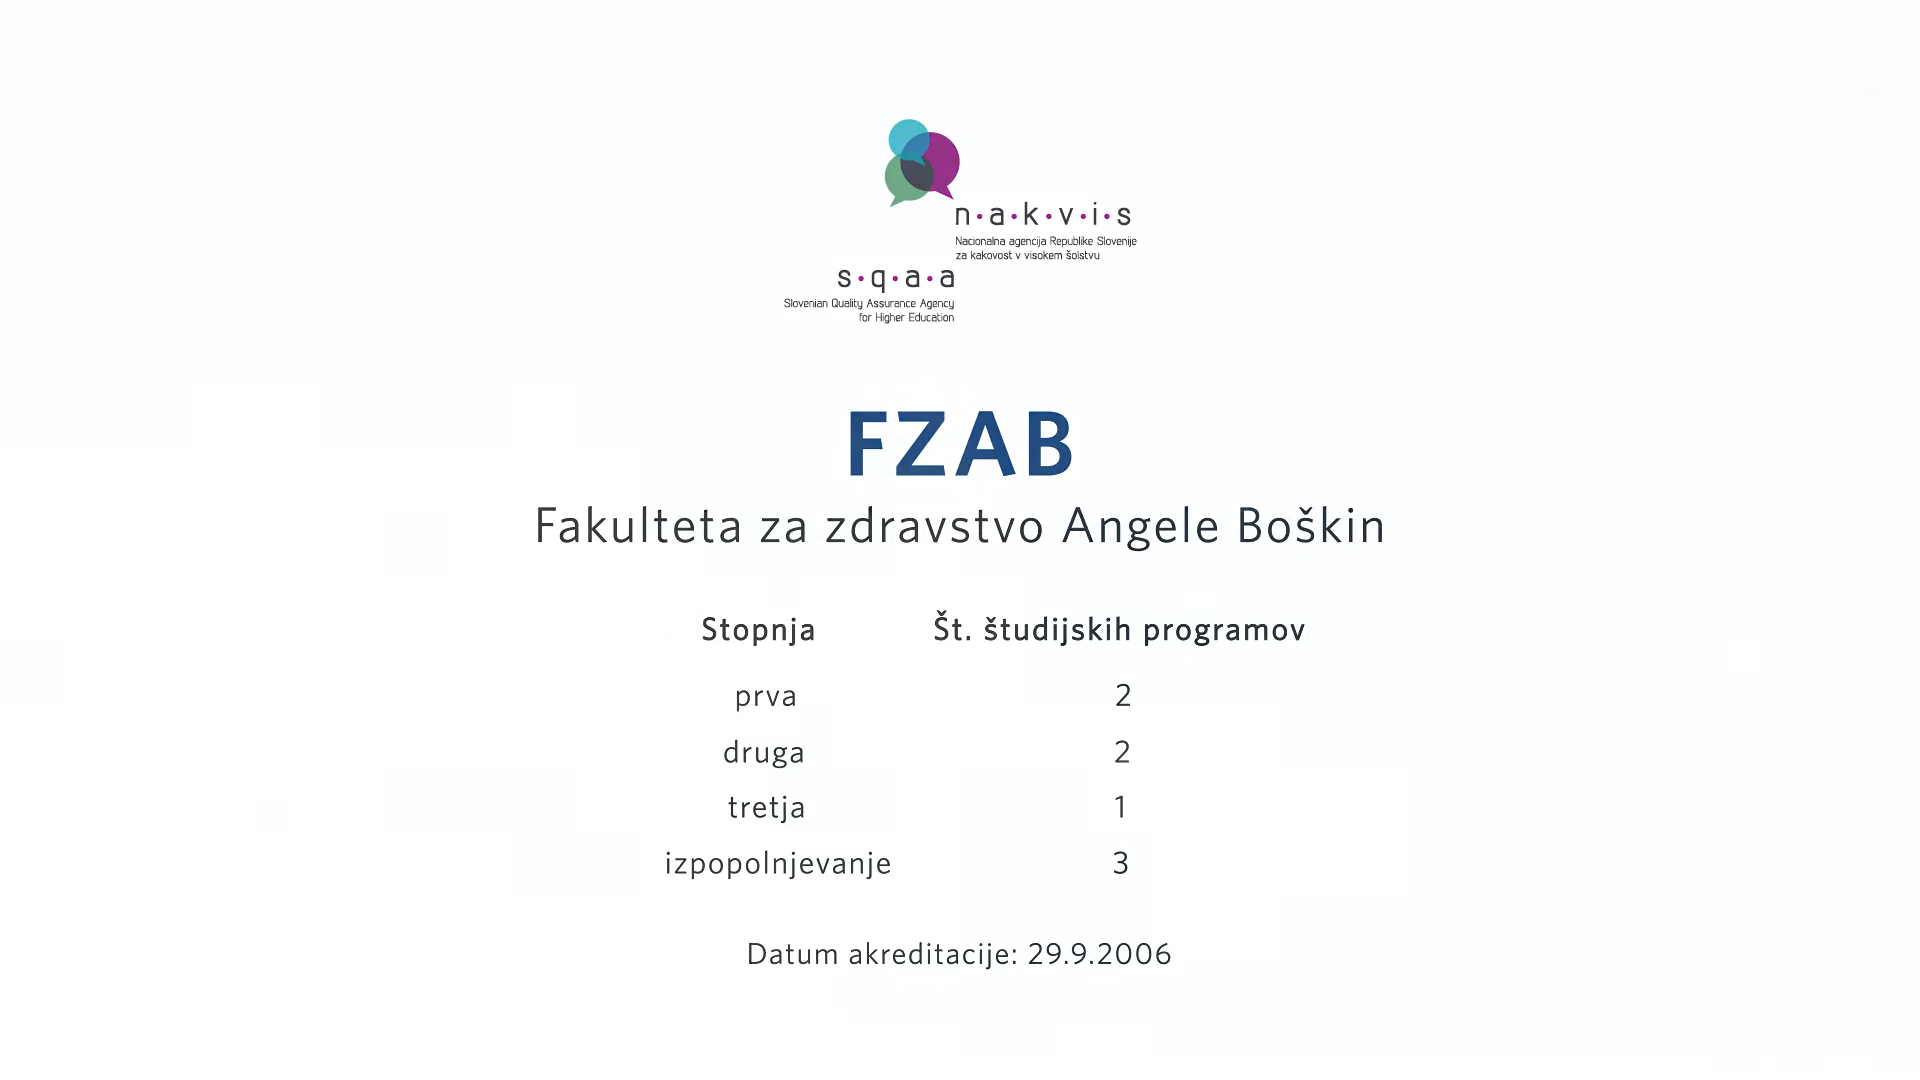 n·a·k·v·i·s
Nacionalna agencija Republike Slovenije
za kakovost v visokem šolstvu
s·q·a·a
Slovenian Quality Assurance Agency
for Higher Education
FZAB
Fakulteta za zdravstvo Angele Boškin
Stopnja Št. študijskih programov
prva 2
druga 2
tretja 1
izpopolnjevanje 3
Datum akreditacije: 29.9.2006